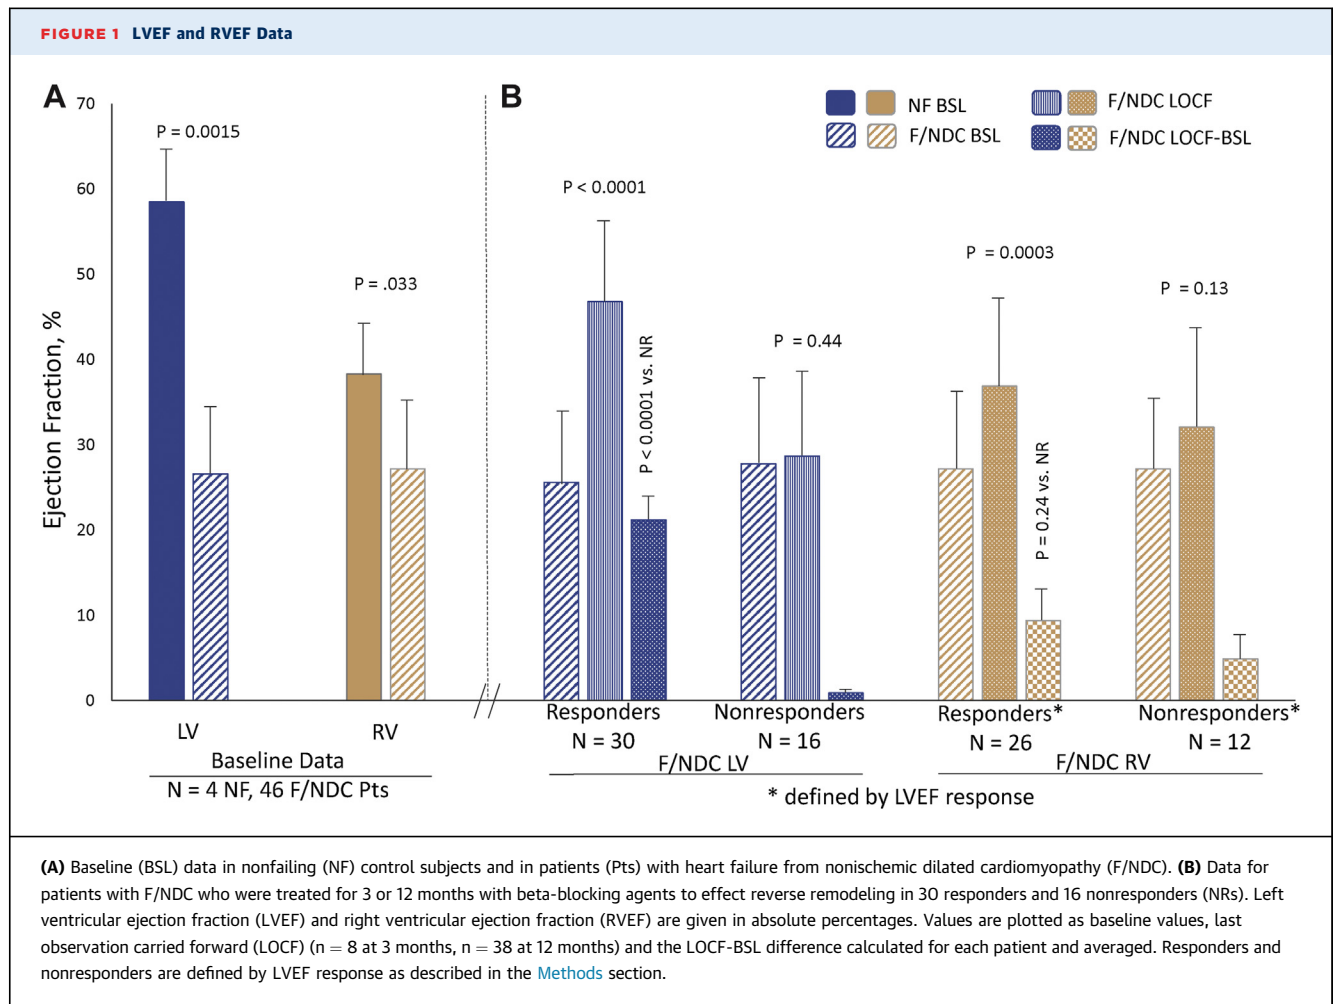 FIGURE 1 LVEF and RVEF Data
A
B
NF BSL
F/NDC BSL
F/NDC LOCF
F/NDC LOCF-BSL
Ejection Fraction, %
70
60
50
40
30
20
10
0
P = 0.0015
P = .033
P < 0.0001
P < 0.0001 vs. NR
P = 0.44
P = 0.0003
P = 0.24 vs. NR
P = 0.13
LV
RV
Baseline Data
N = 4 NF, 46 F/NDC Pts
Responders
N = 30
Nonresponders
N = 16
F/NDC LV
Responders*
N = 26
Nonresponders*
N = 12
F/NDC RV
* defined by LVEF response
(A) Baseline (BSL) data in nonfailing (NF) control subjects and in patients (Pts) with heart failure from nonischemic dilated cardiomyopathy (F/NDC). (B) Data for
patients with F/NDC who were treated for 3 or 12 months with beta-blocking agents to effect reverse remodeling in 30 responders and 16 nonresponders (NRs). Left
ventricular ejection fraction (LVEF) and right ventricular ejection fraction (RVEF) are given in absolute percentages. Values are plotted as baseline values, last
observation carried forward (LOCF) (n = 8 at 3 months, n = 38 at 12 months) and the LOCF-BSL difference calculated for each patient and averaged. Responders and
nonresponders are defined by LVEF response as described in the Methods section.